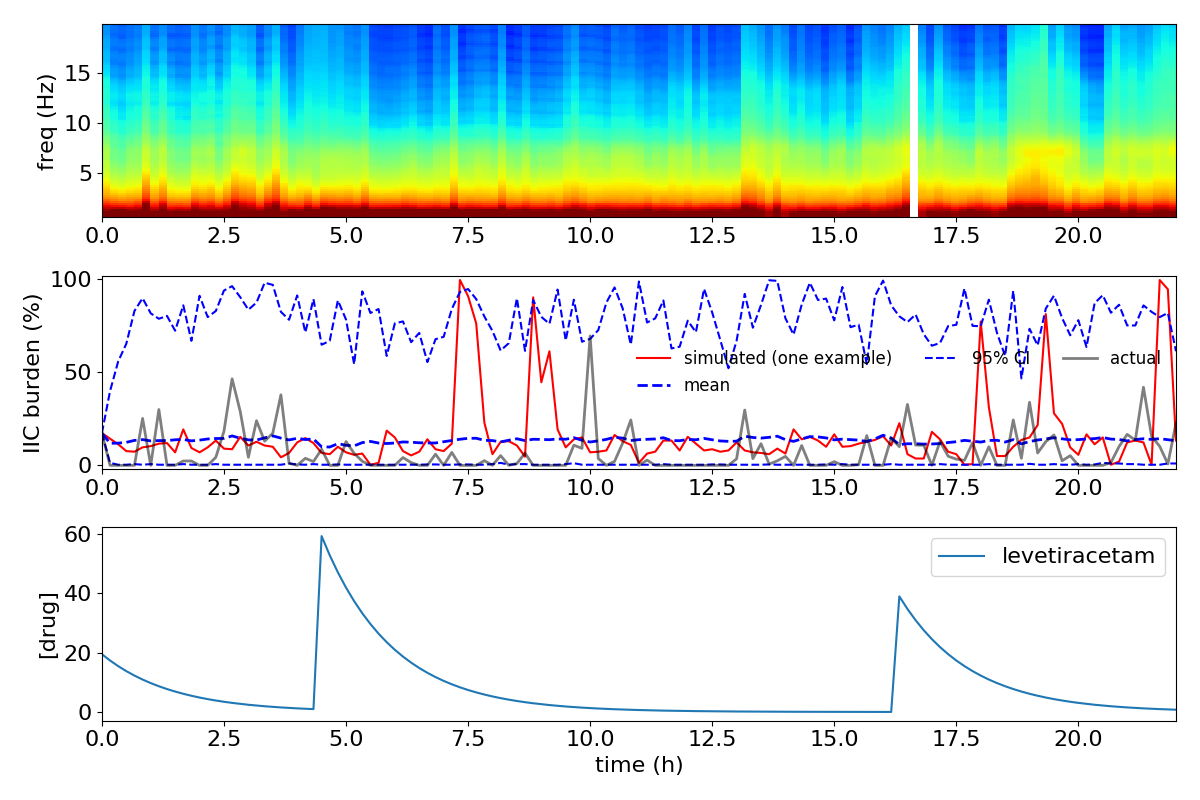 freq (Hz)
15
10
5
0.0 2.5 5.0 7.5 10.0 12.5 15.0 17.5 20.0
IIC burden (%)
100
50
0
simulated (one example) 95% CI actual
mean
0.0 2.5 5.0 7.5 10.0 12.5 15.0 17.5 20.0
[drug]
60
40
20
0
levetiracetam
0.0 2.5 5.0 7.5 10.0 12.5 15.0 17.5 20.0
time (h)